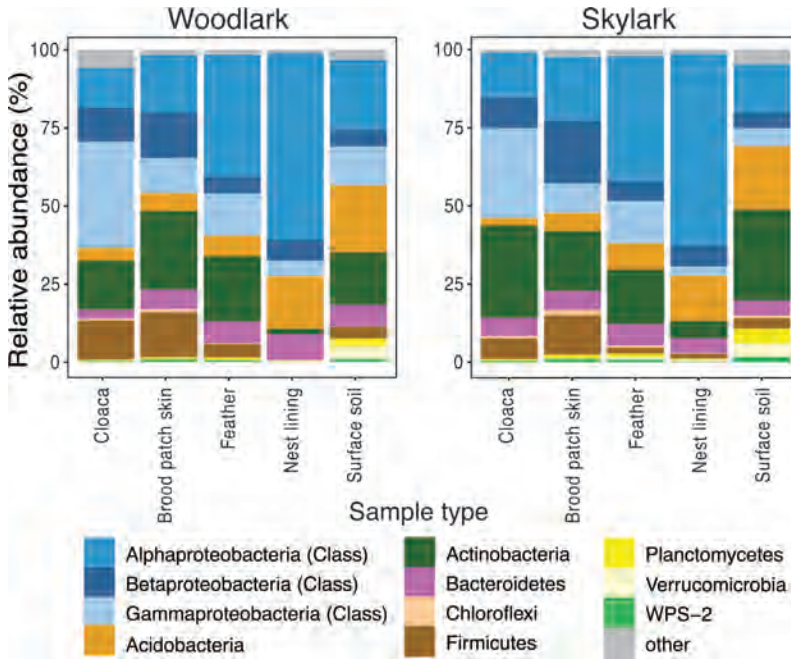 Woodlark
Skylark
Relative abundance (%)
100
75
50
25
0
100
75
50
25
0
Cloaca
Brood patch skin
Feather
Nest lining
Surface soil
Cloaca
Brood patch skin
Feather
Nest lining
Surface soil
Sample type
Alphaproteobacteria (Class)
Betaproteobacteria (Class)
Gammaproteobacteria (Class)
Acidobacteria
Actinobacteria
Bacteroidetes
Chloroflexi
Firmicutes
Planctomycetes
Verrucomicrobia
WPS−2
other